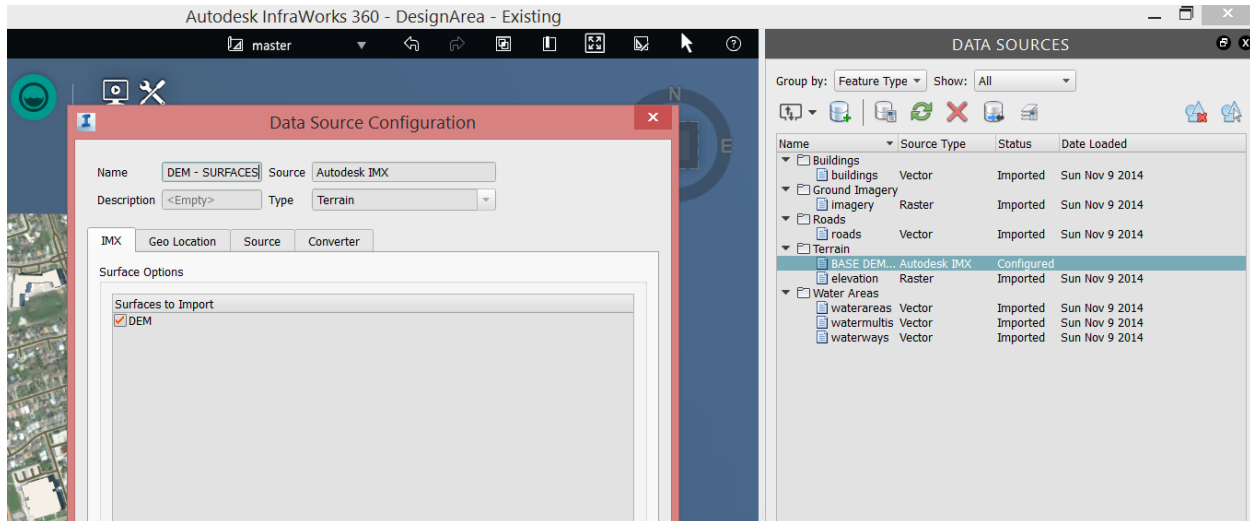 Autodesk InfraWorks 360 - DesignArea - Existing
master
DATA SOURCES
Group by: Feature Type Show: All
Name Source Type Status Date Loaded
Buildings
buildings Vector Imported Sun Nov 9 2014
Ground Imagery
imagery Raster Imported Sun Nov 9 2014
Roads
roads Vector Imported Sun Nov 9 2014
Terrain
BASE DEM... Autodesk IMX Configured
elevation Raster Imported Sun Nov 9 2014
Water Areas
waterareas Vector Imported Sun Nov 9 2014
watermultis Vector Imported Sun Nov 9 2014
waterways Vector Imported Sun Nov 9 2014
N
E
Data Source Configuration
Name DEM - SURFACES Source Autodesk IMX
Description <Empty> Type Terrain
IMX Geo Location Source Converter
Surface Options
Surfaces to Import
DEM